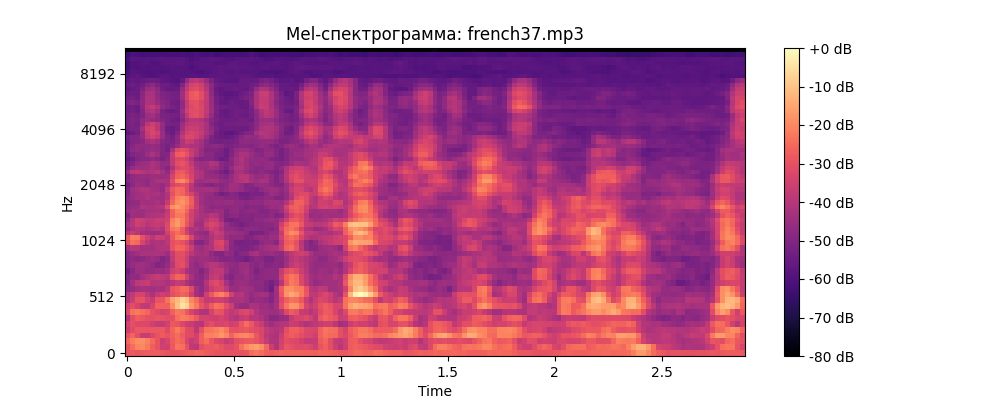 Mel-спектрограмма: french37.mp3
Hz
8192
4096
2048
1024
512
0
0
0.5
1
1.5
2
2.5
Time
+0 dB
-10 dB
-20 dB
-30 dB
-40 dB
-50 dB
-60 dB
-70 dB
-80 dB